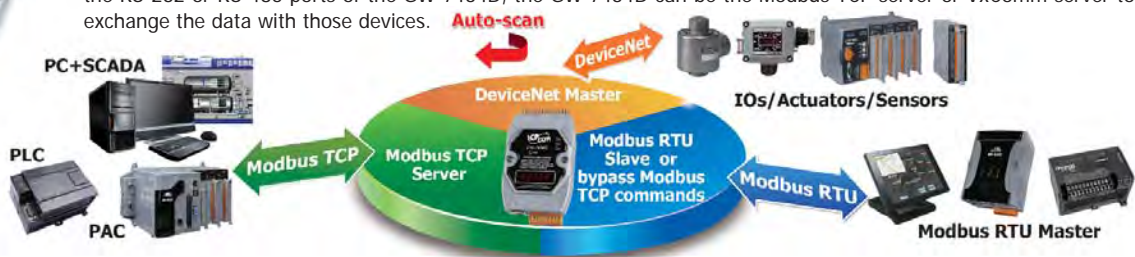 exchange the data with those devices.
Auto-scan
DeviceNet
PC+SCADA
DeviceNet Master
IOs/Actuators/Sensors
PLC
Modbus TCP
Modbus TCP
Server
Modbus RTU
Slave or
bypass Modbus
TCP commands
Modbus RTU
PAC
Modbus RTU Master